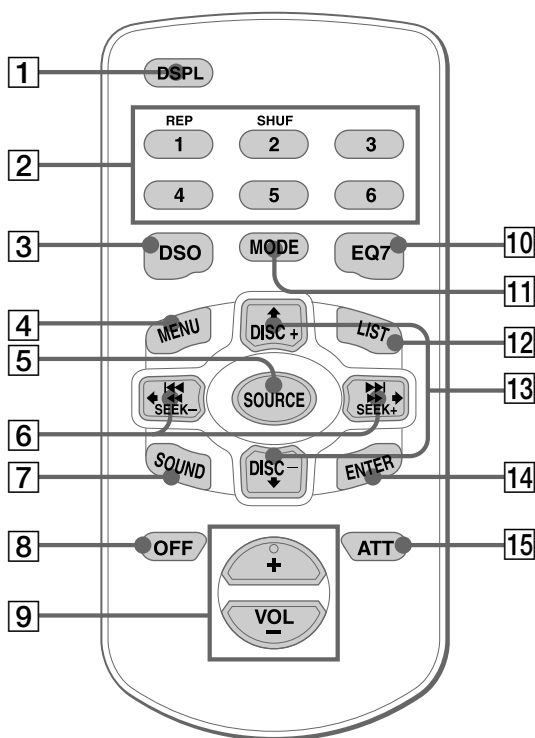 1 DSPL
REP SHUF
2 1 2 3
4 5 6
3 DSO MODE EQ7 10
11
4 MENU DISC + LIST 12
5 SOURCE 13
6 SEEK– SEEK+
7 SOUND DISC – ENTER 14
8 OFF ATT 15
+
9 VOL
–